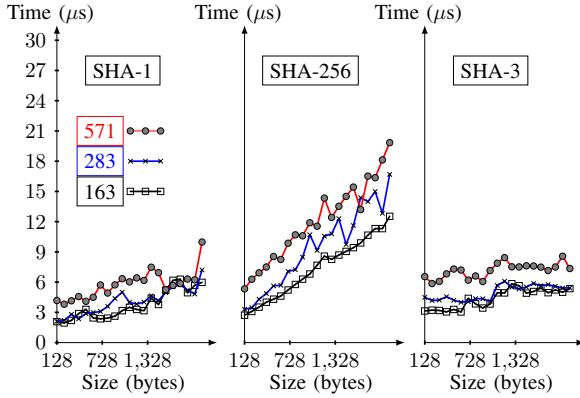 Time (μs) Time (μs) Time (μs)
30
27 SHA-1 SHA-256 SHA-3
24
21 571
18 283
15 163
12
9
6
3
0
128 728 1,328 128 728 1,328 128 728 1,328
Size (bytes) Size (bytes) Size (bytes)